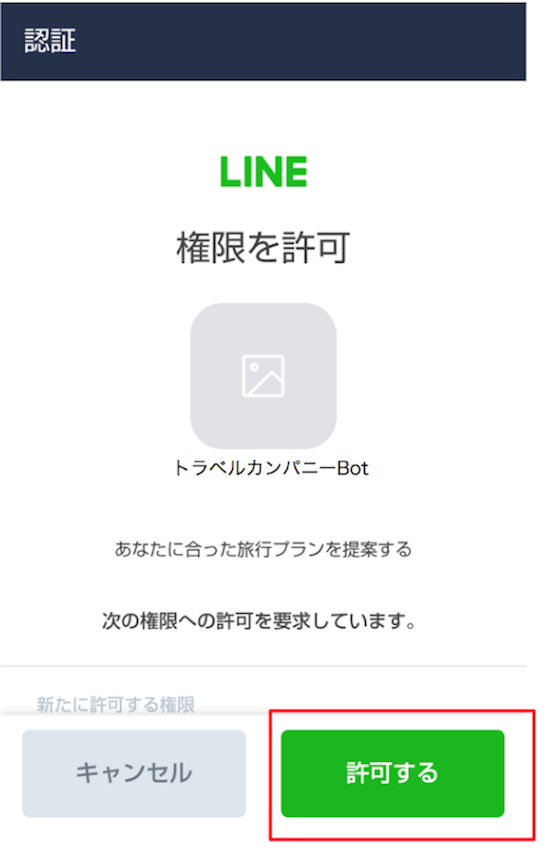 認証
LINE
権限を許可
トラベルカンパニーBot
あなたに合った旅行プランを提案する
次の権限への許可を要求しています。
新たに許可する権限
キャンセル
許可する